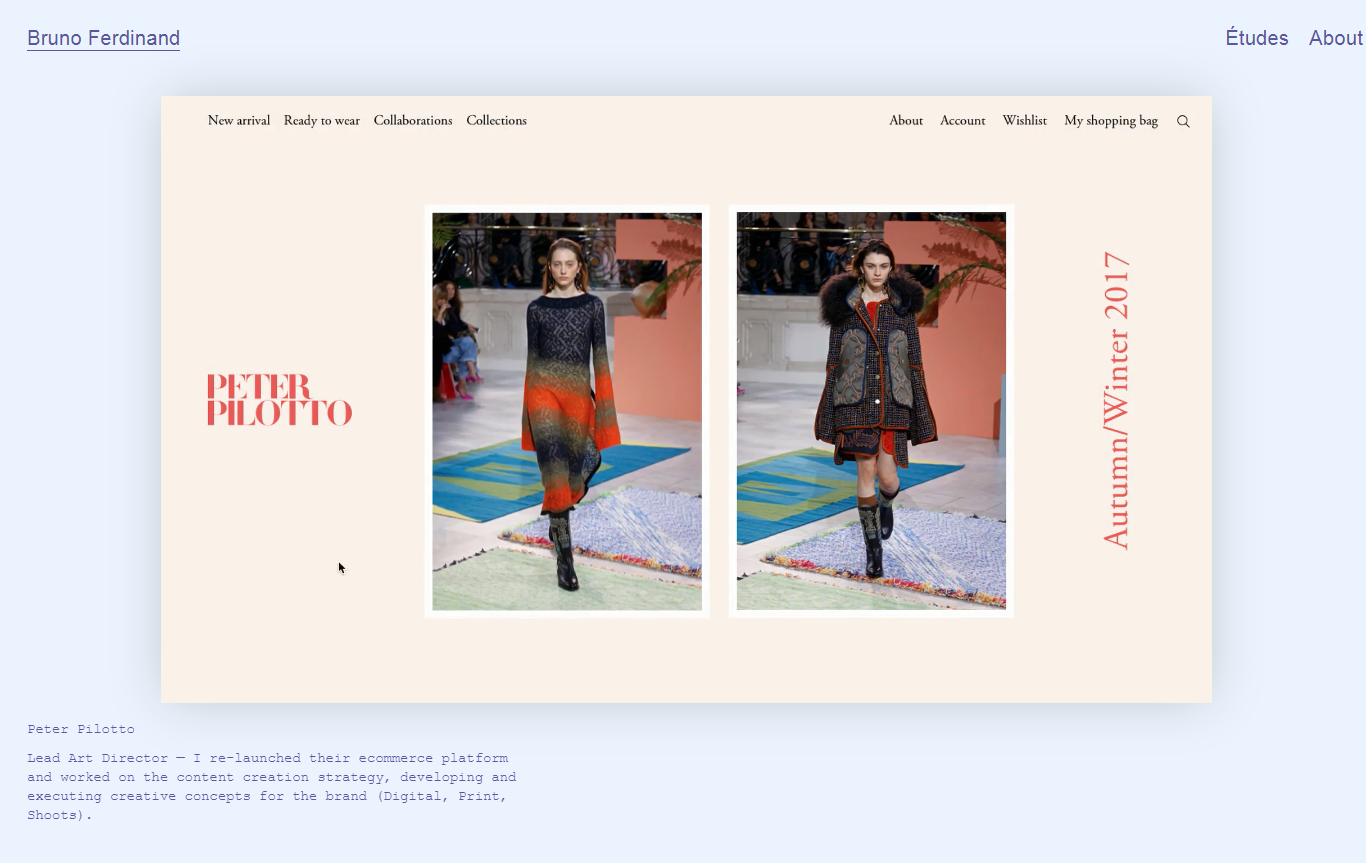 Bruno Ferdinand
Études About
New arrival Ready to wear Collaborations Collections
About Account Wishlist My shopping bag
PETER
PILOTTO
Autumn/Winter 2017
Peter Pilotto
Lead Art Director — I re-launched their ecommerce platform
and worked on the content creation strategy, developing and
executing creative concepts for the brand (Digital, Print,
Shoots).